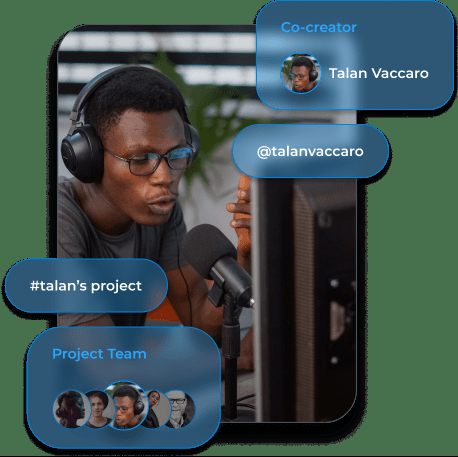 Co-creator
Talan Vaccaro
@talanvaccaro
#talan's project
Project Team